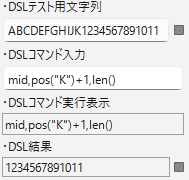 ・DSLテスト用文字列
ABCDEFGHIJK1234567891011
・DSLコマンド入力
mid,pos("K")+1,len()
・DSLコマンド実行表示
mid,pos("K")+1,len()
・DSL結果
1234567891011